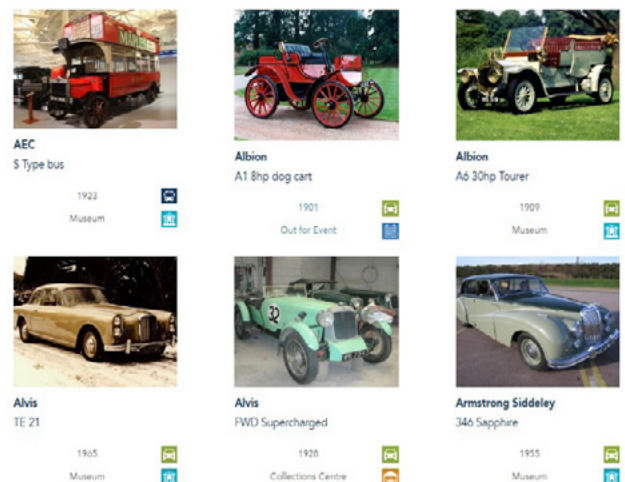 AEC
S Type bus
1923
Museum
Albion
A1 8hp dog cart
1901
Out for Event
Albion
A6 30hp Tourer
1909
Museum
32
Alvis
TE 21
1965
Museum
Alvis
FWD Supercharged
1928
Collections Centre
Armstrong Siddeley
346 Sapphire
1955
Museum